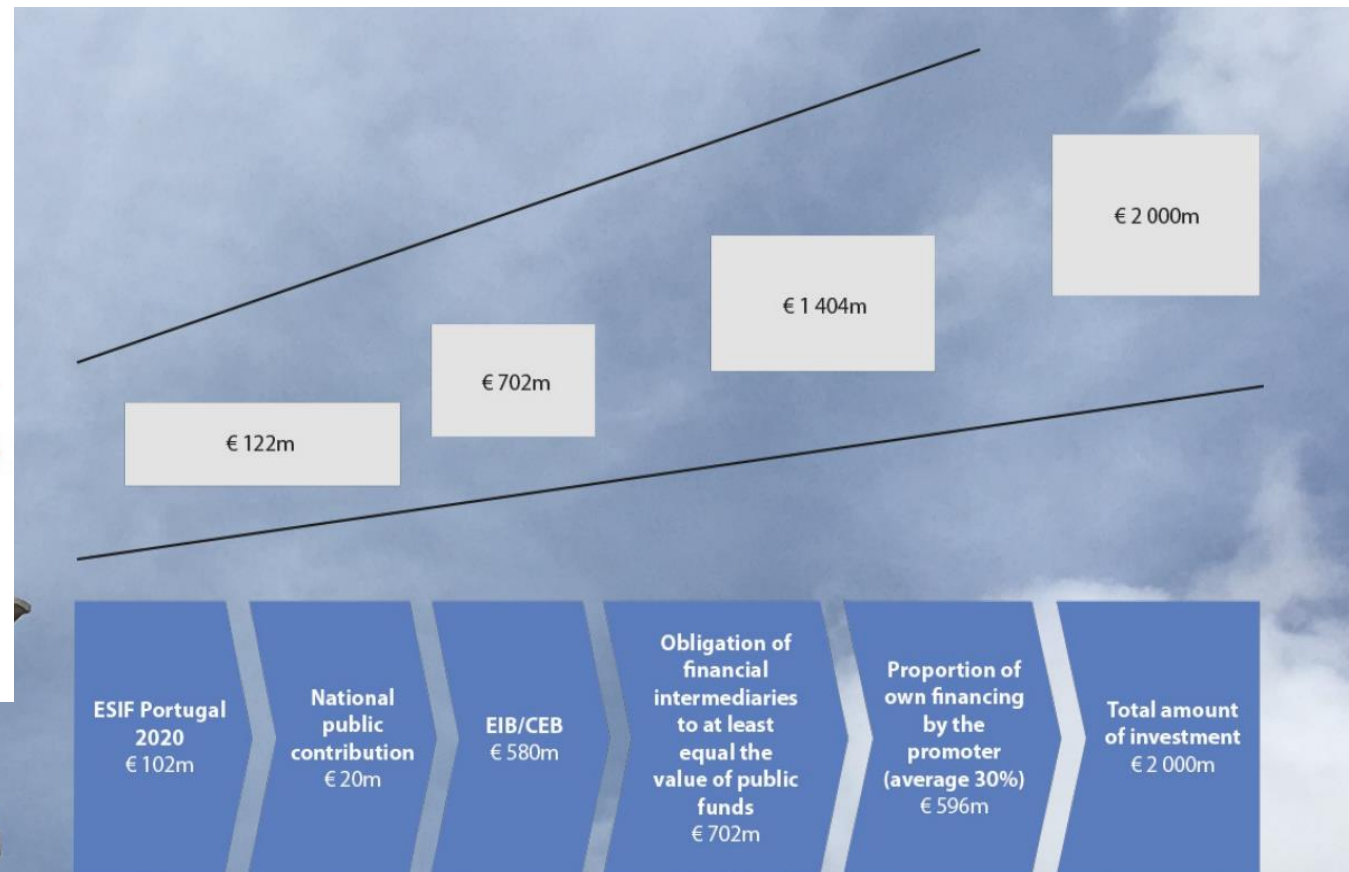 € 2 000m
€ 1 404m
€ 702m
€ 122m
ESIF Portugal
2020
€ 102m
National
public
contribution
€ 20m
EIB/CEB
€ 580m
Obligation of
financial
intermediaries
to at least
equal the
value of public
funds
€ 702m
Proportion of
own financing
by the
promoter
(average 30%)
€ 596m
Total amount
of investment
€ 2 000m